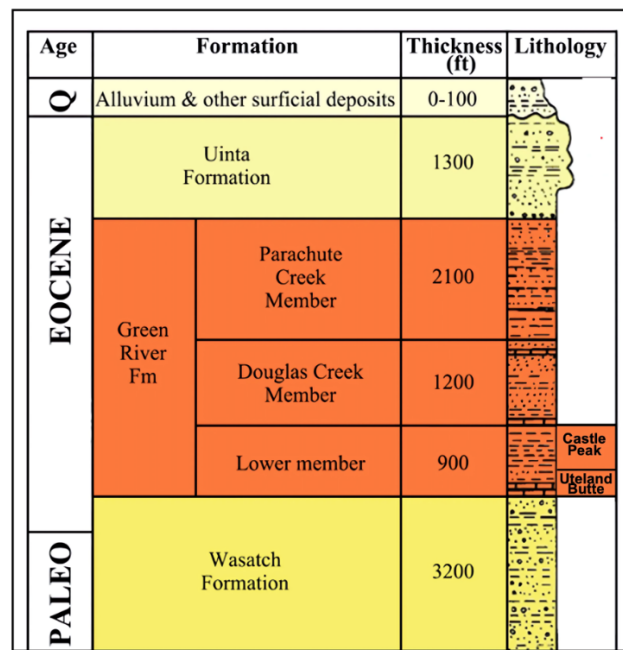 Age Formation Thickness Lithology
(ft)
Q Alluvium & other surficial deposits 0-100
EOCENE
Uinta
Formation
1300
Green
River
Fm
Parachute
Creek
Member
2100
Douglas Creek
Member
1200
Lower member 900
Castle
Peak
Uteland
Butte
PALEO
Wasatch
Formation
3200